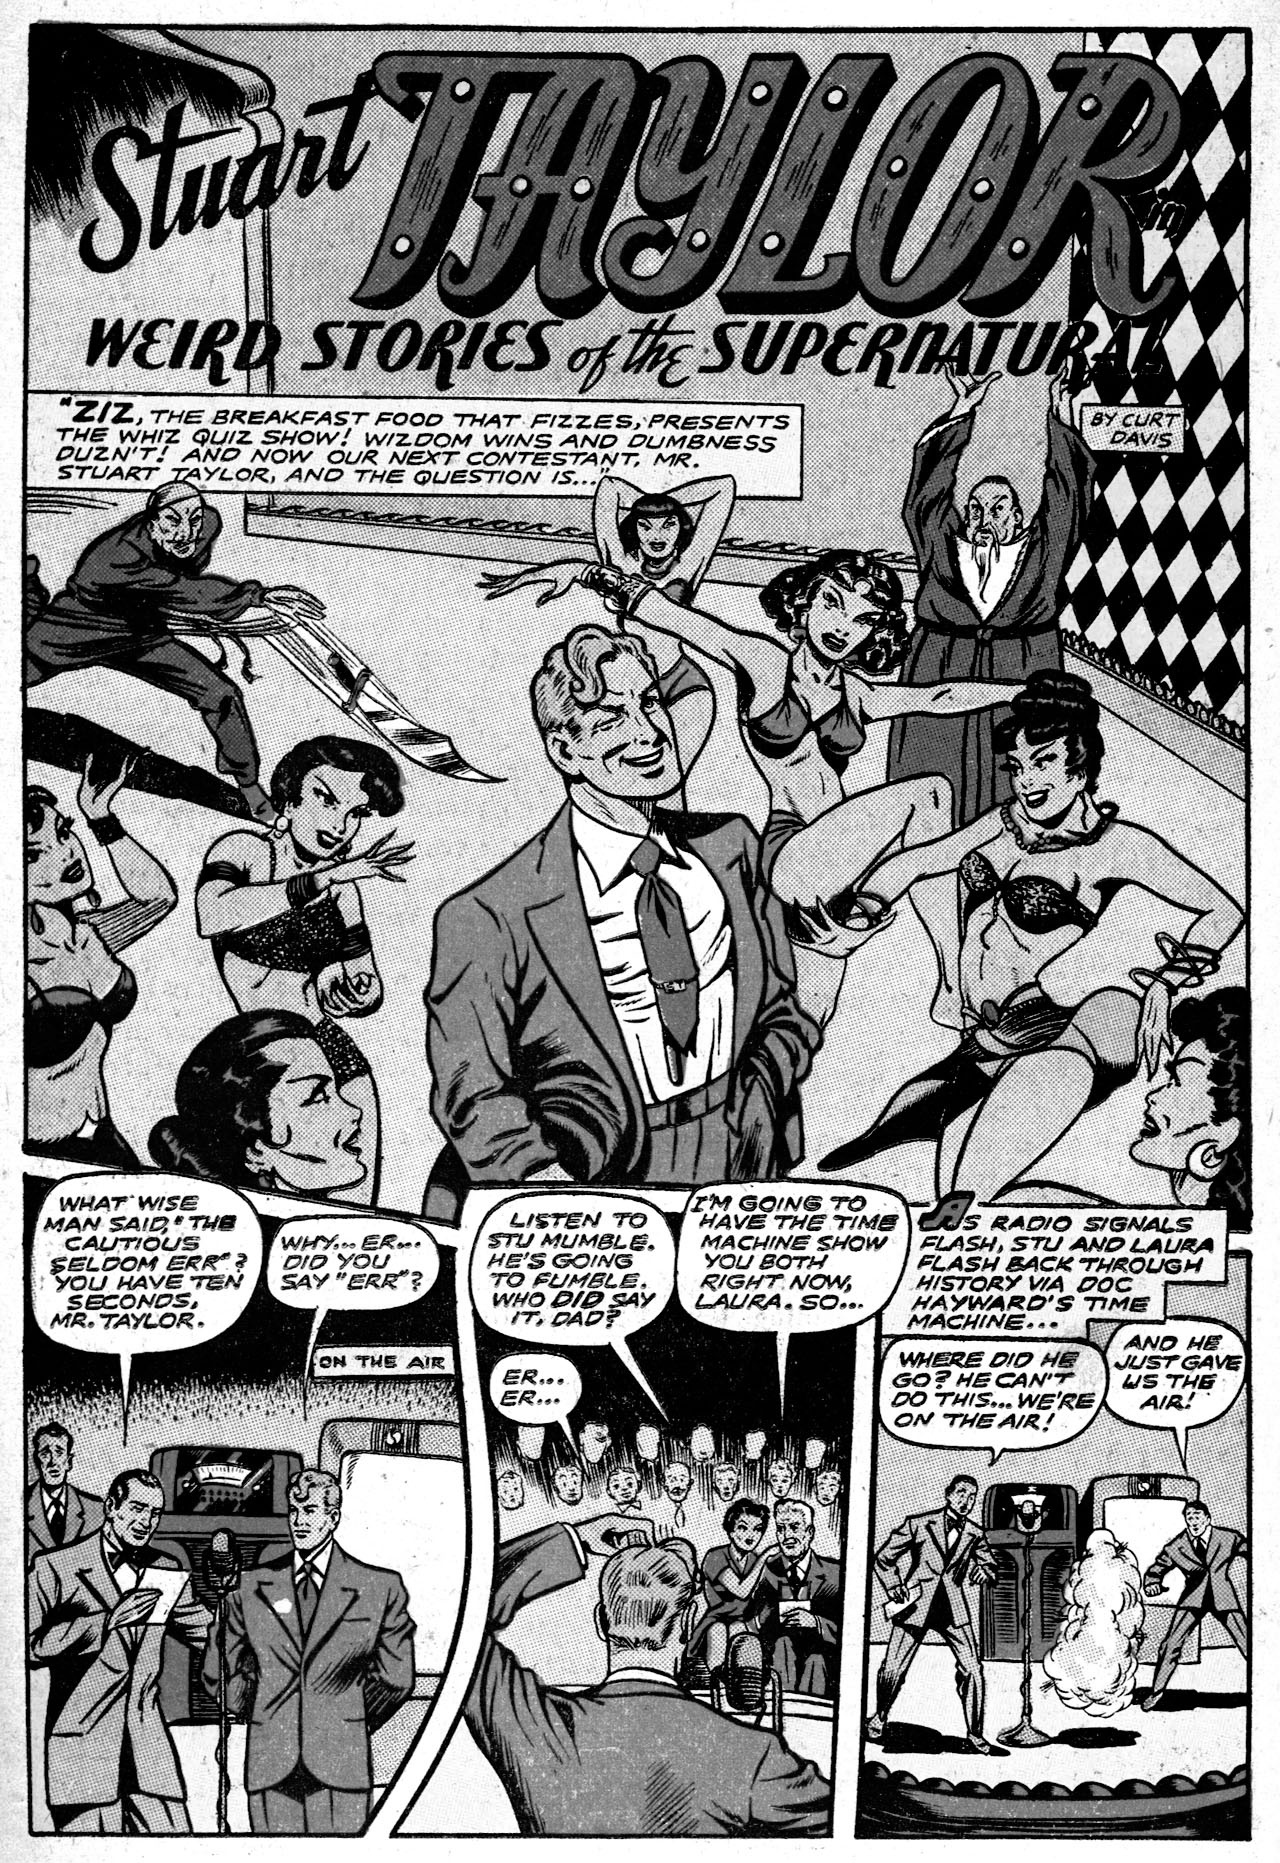 Stuart TAYLOR in
WEIRD STORIES of the SUPERNATURAL
BY CURT
DAVIS
"ZIZ, THE BREAKFAST FOOD THAT FIZZES, PRESENTS
THE WHIZ QUIZ SHOW! WIZDOM WINS AND DUMBNESS
DUZN'T! AND NOW OUR NEXT CONTESTANT, MR.
STUART TAYLOR, AND THE QUESTION IS..."
WHAT WISE
MAN SAID, "THE
CAUTIOUS
SELDOM ERR"?
YOU HAVE TEN
SECONDS,
MR. TAYLOR.
WHY... ER...
DID YOU
SAY "ERR"?
ON THE AIR
LISTEN TO
STU MUMBLE.
HE'S GOING
TO FUMBLE.
WHO DID SAY
IT, DAD?
I'M GOING TO
HAVE THE TIME
MACHINE SHOW
YOU BOTH
RIGHT NOW,
LAURA. SO...
ER...
ER...
AS RADIO SIGNALS
FLASH, STU AND LAURA
FLASH BACK THROUGH
HISTORY VIA DOC
HAYWARD'S TIME
MACHINE...
WHERE DID HE
GO? HE CAN'T
DO THIS... WE'RE
ON THE AIR!
AND HE
JUST GAVE
US THE
AIR!